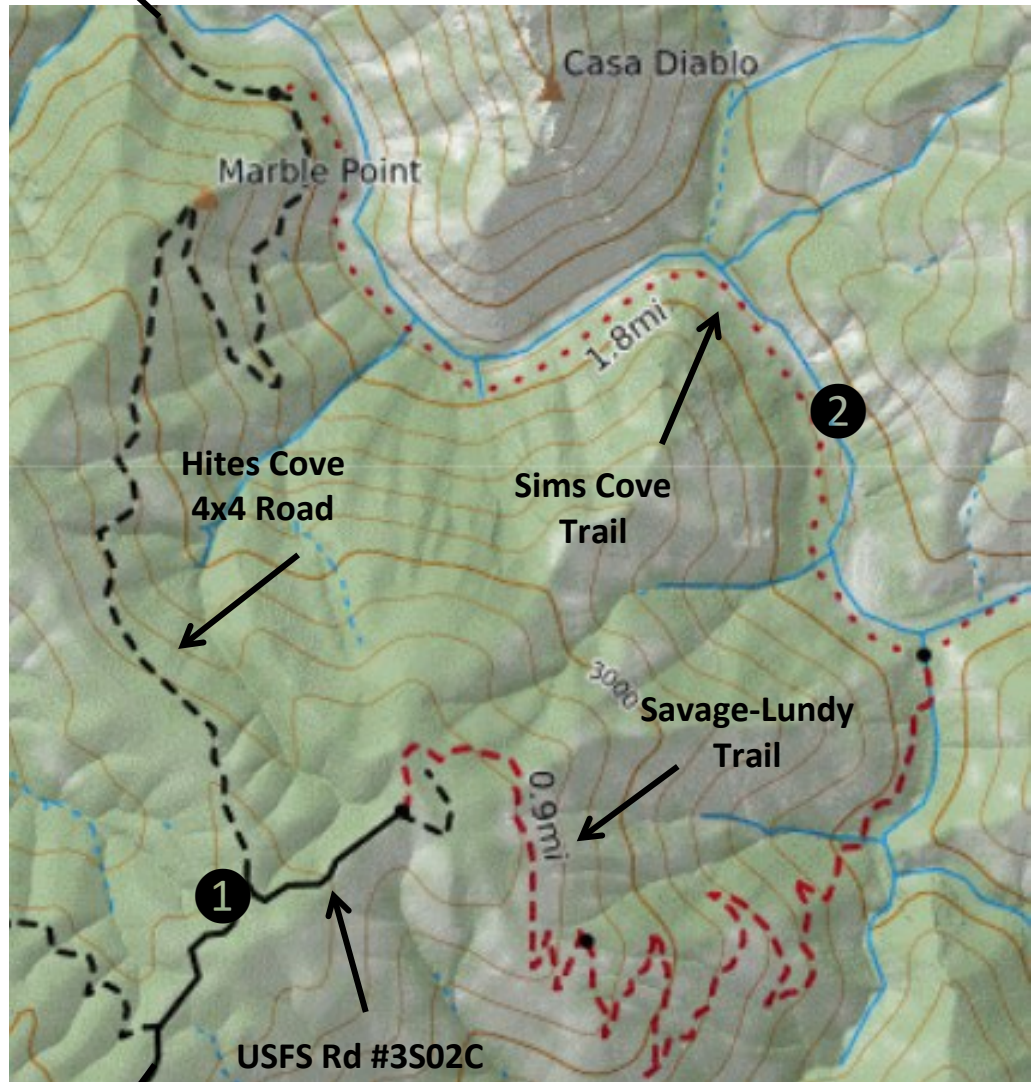 Casa Diablo
Marble Point
1.8mi
2
Hites Cove
4x4 Road
Sims Cove
Trail
3000
Savage-Lundy
Trail
0.9mi
1
USFS Rd #3S02C